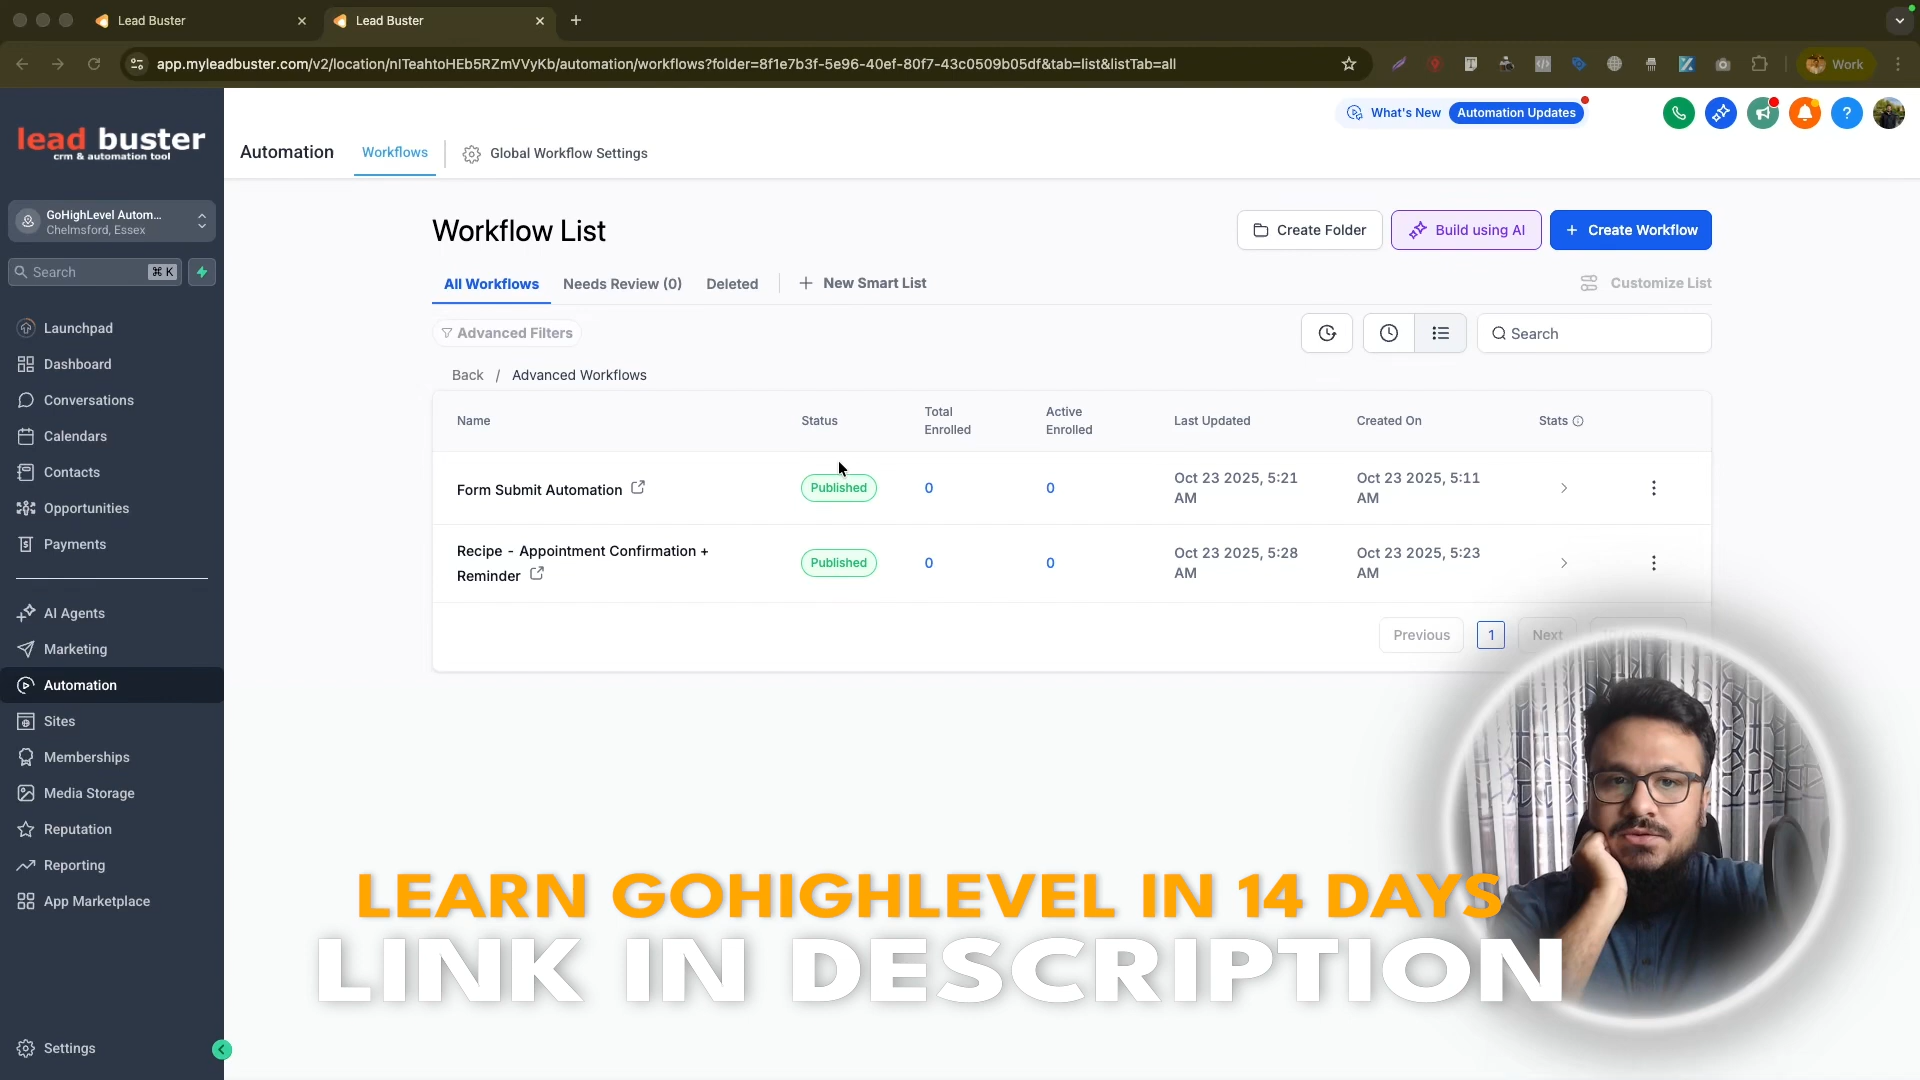 Lead Buster
Lead Buster
app.myleadbuster.com/v2/location/nITeahtoHEb5RZmVVyKb/automation/workflows?folder=8f1e7b3f-5e96-40ef-80f7-43c0509b05df&tab=list&listTab=all
Work
lead buster
crm & automation tool
What's New
Automation Updates
Automation
Workflows
Global Workflow Settings
GoHighLevel Autom...
Chelmsford, Essex
Search
⌘ K
Launchpad
Dashboard
Conversations
Calendars
Contacts
Opportunities
Payments
AI Agents
Marketing
Automation
Sites
Memberships
Media Storage
Reputation
Reporting
App Marketplace
Settings
Workflow List
Create Folder
Build using AI
+ Create Workflow
All Workflows
Needs Review (0)
Deleted
+ New Smart List
Customize List
Advanced Filters
Search
Back / Advanced Workflows
Name
Status
Total Enrolled
Active Enrolled
Last Updated
Created On
Stats
Form Submit Automation
Published
0
0
Oct 23 2025, 5:21 AM
Oct 23 2025, 5:11 AM
Recipe - Appointment Confirmation + Reminder
Published
0
0
Oct 23 2025, 5:28 AM
Oct 23 2025, 5:23 AM
Previous
1
Next
LEARN GOHIGHLEVEL IN 14 DAYS
LINK IN DESCRIPTION